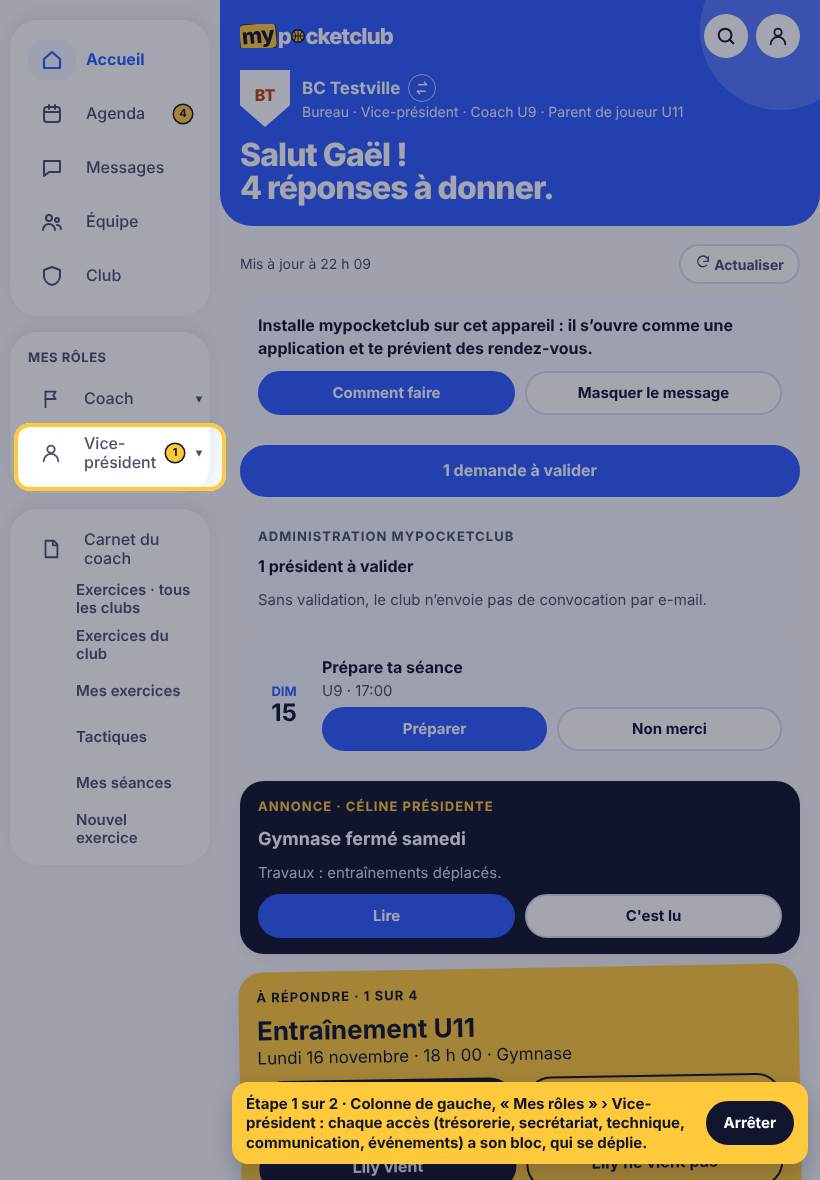 Accueil
Agenda 4
Messages
Équipe
Club
MES RÔLES
Coach ▾
Vice-
président 1 ▾
Carnet du
coach
Exercices · tous
les clubs
Exercices du
club
Mes exercices
Tactiques
Mes séances
Nouvel
exercice
mypocketclub
BT
BC Testville
Bureau · Vice-président · Coach U9 · Parent de joueur U11
Salut Gaël !
4 réponses à donner.
Mis à jour à 22 h 09
Actualiser
Installe mypocketclub sur cet appareil : il s’ouvre comme une
application et te prévient des rendez-vous.
Comment faire
Masquer le message
1 demande à valider
ADMINISTRATION MYPOCKETCLUB
1 président à valider
Sans validation, le club n’envoie pas de convocation par e-mail.
DIM
15
Prépare ta séance
U9 · 17:00
Préparer
Non merci
ANNONCE · CÉLINE PRÉSIDENTE
Gymnase fermé samedi
Travaux : entraînements déplacés.
Lire
C'est lu
À RÉPONDRE · 1 SUR 4
Entraînement U11
Lundi 16 novembre · 18 h 00 · Gymnase
Étape 1 sur 2 · Colonne de gauche, « Mes rôles » › Vice-
président : chaque accès (trésorerie, secrétariat, technique,
communication, événements) a son bloc, qui se déplie.
Arrêter
Lily vient
Lily ne vient pas